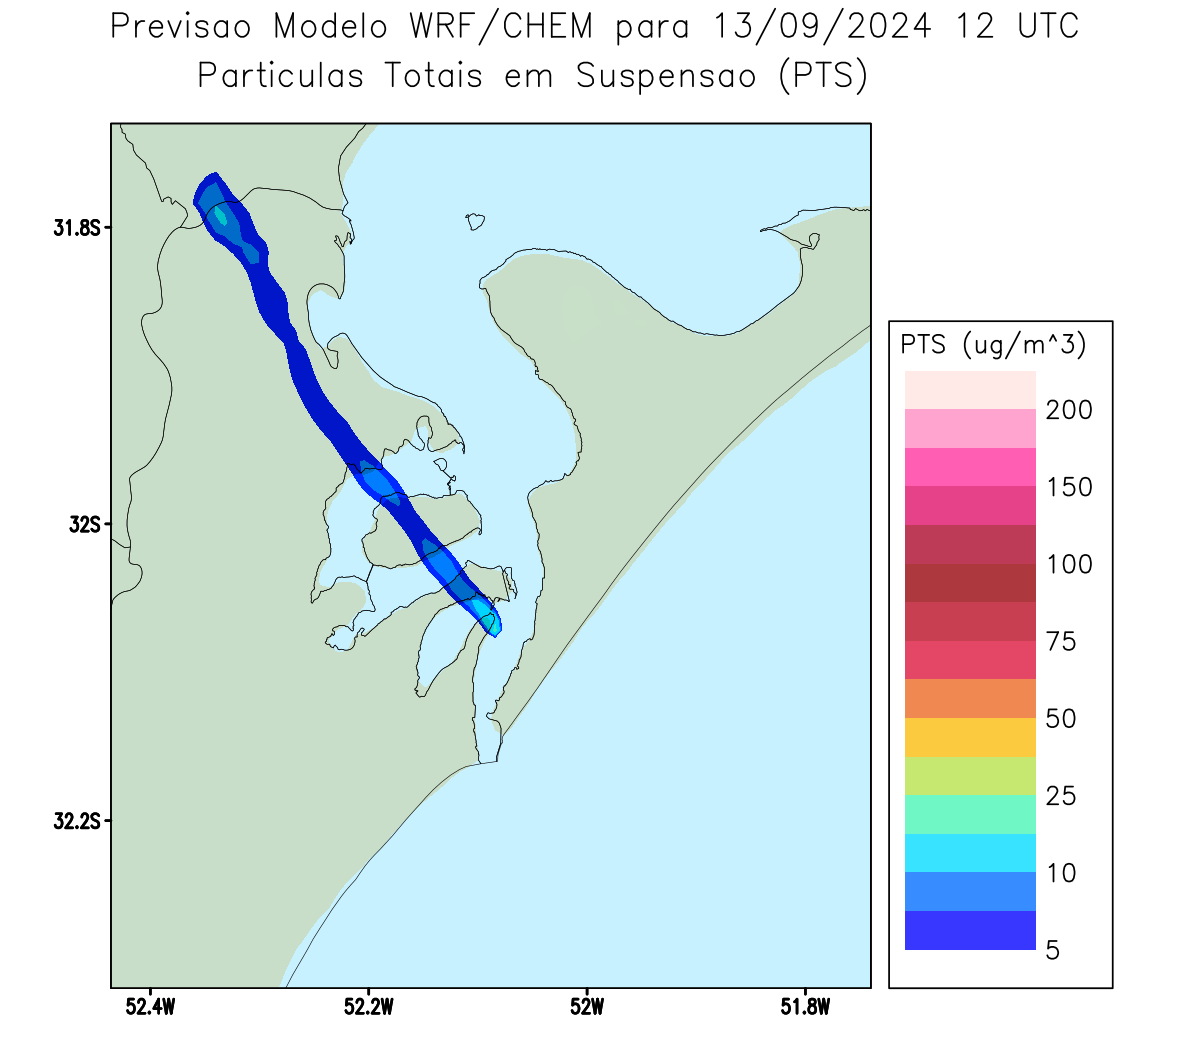 Previsao Modelo WRF/CHEM para 13/09/2024 12 UTC
Particulas Totais em Suspensao (PTS)
31.8S
32S
32.2S
52.4W
52.2W
52W
51.8W
PTS (ug/m^3)
200
150
100
75
50
25
10
5